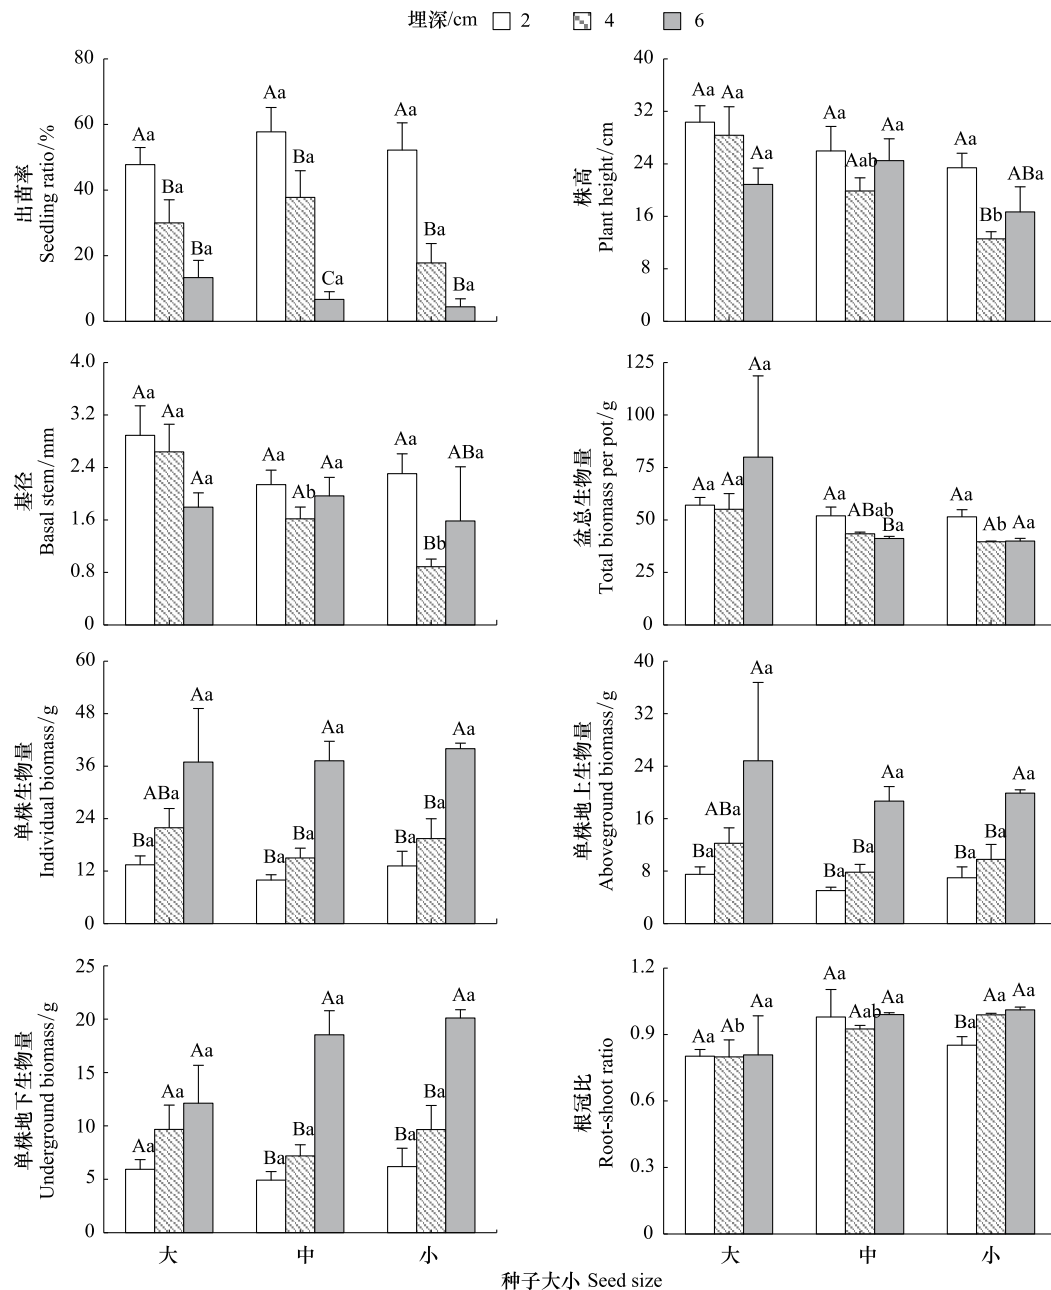 埋深/cm 2 4 6
80
60
40
20
0
出苗率
Seedling ratio/%
Aa Ba Ba Aa Ba Ca Aa Ba Ba
40
32
24
16
8
0
株高
Plant height/cm
Aa Aa Aa Aa Aab Aa Aa Bb ABa
4.0
3.2
2.4
1.6
0.8
0
基径
Basal stem/mm
Aa Aa Aa Aa Ab Aa Aa Bb ABa
125
100
75
50
25
0
盆总生物量
Total biomass per pot/g
Aa Aa Aa Aa ABab Ba Aa Ab Aa
60
48
36
24
12
0
单株生物量
Individual biomass/g
Ba ABa Aa Ba Ba Aa Ba Ba Aa
40
32
24
16
8
0
单株地上生物量
Aboveground biomass/g
Ba ABa Aa Ba Ba Aa Ba Ba Aa
25
20
15
10
5
0
单株地下生物量
Underground biomass/g
Aa Aa Aa Ba Ba Aa Ba Ba Aa
大 中 小
1.2
0.9
0.6
0.3
0
根冠比
Root-shoot ratio
Aa Ab Aa Aa Aab Aa Ba Aa Aa
大 中 小
种子大小 Seed size